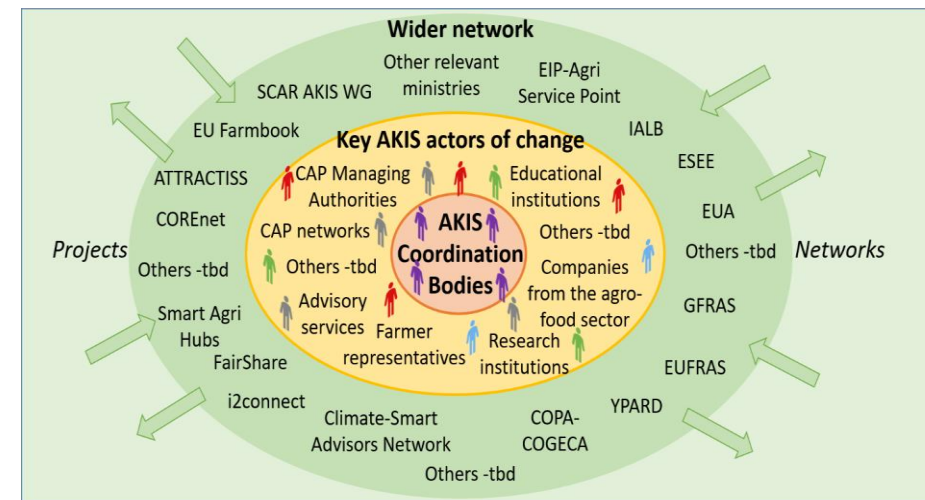 Wider network
Other relevant
ministries
EIP-Agri
Service Point
SCAR AKIS WG
EU Farmbook
IALB
Key AKIS actors of change
ESEE
ATTRACTISS
CAP Managing
Authorities
Educational
institutions
COREnet
EUA
CAP networks
AKIS
Coordination
Bodies
Others -tbd
Projects
Others -tbd
Networks
Others -tbd
Others -tbd
Companies
from the agro-
food sector
Advisory
services
GFRAS
Smart Agri
Hubs
Farmer
representatives
Research
institutions
FairShare
EUFRAS
i2connect
YPARD
Climate-Smart
Advisors Network
COPA-
COGECA
Others -tbd